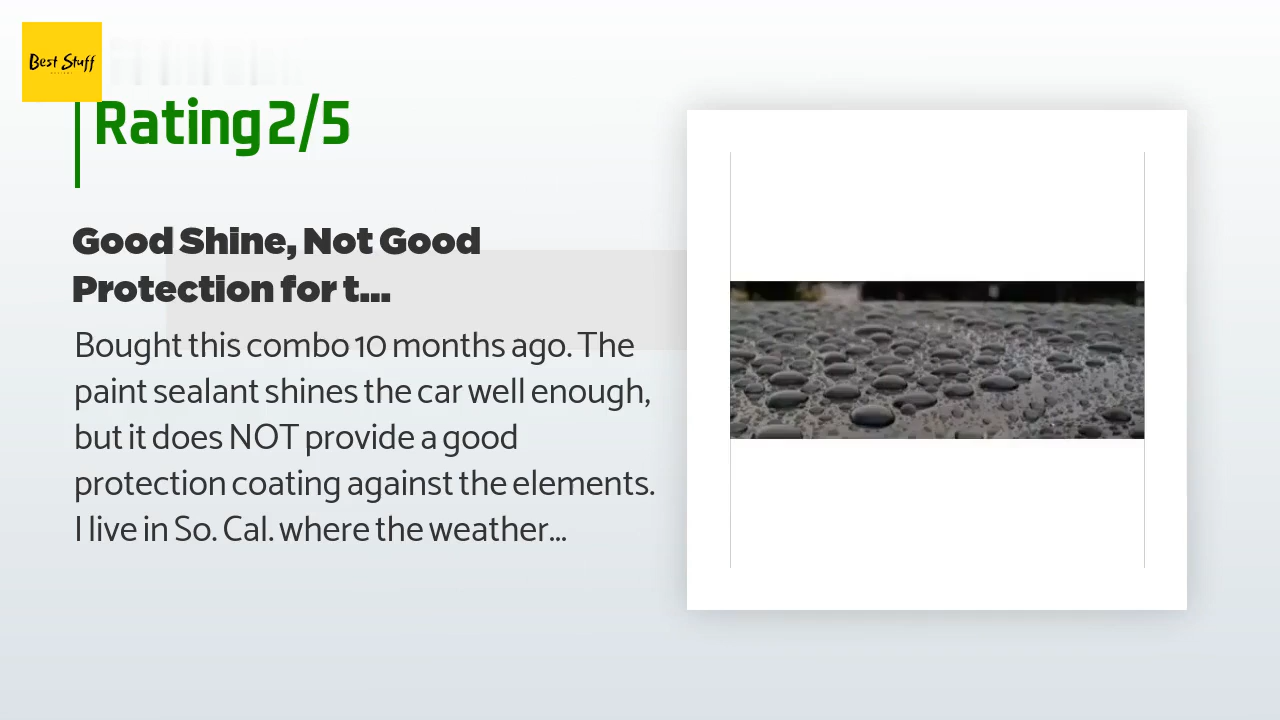 Best Stuff
Rating 2/5
Good Shine, Not Good
Protection for t...
Bought this combo 10 months ago. The
paint sealant shines the car well enough,
but it does NOT provide a good
protection coating against the elements.
I live in So. Cal. where the weather...